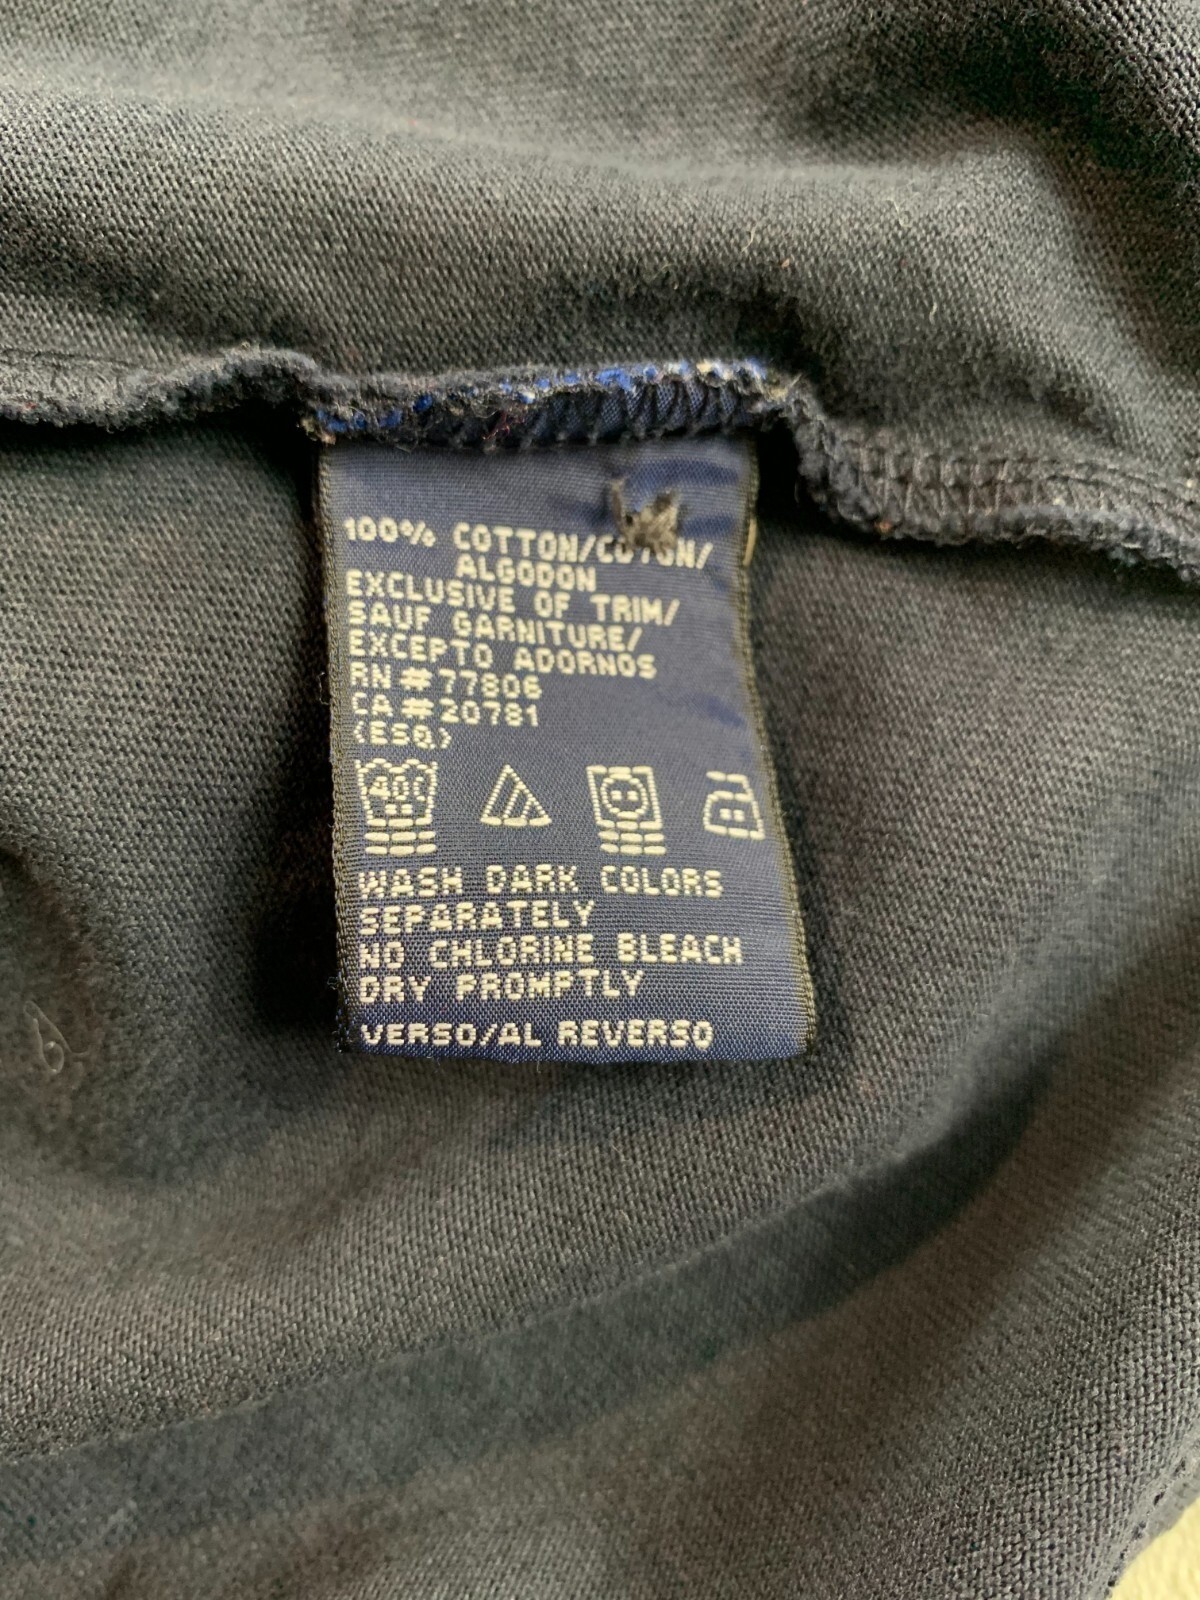 100% COTTON/COTON/
ALGODON
EXCLUSIVE OF TRIM/
SAUF GARNITURE/
EXCEPTO ADORNOS
RN #77806
CA #20781
(ESQ)
40C
WASH DARK COLORS
SEPARATELY
NO CHLORINE BLEACH
DRY PROMPTLY
VERSO/AL REVERSO